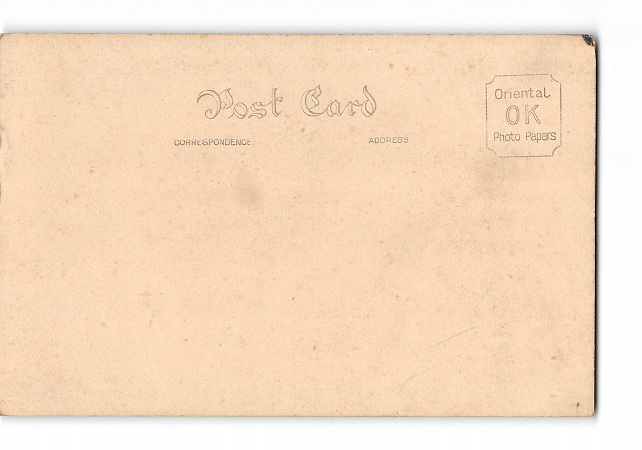 Post Card
CORRESPONDENCE
ADDRESS
Oriental
OK
Photo Papers